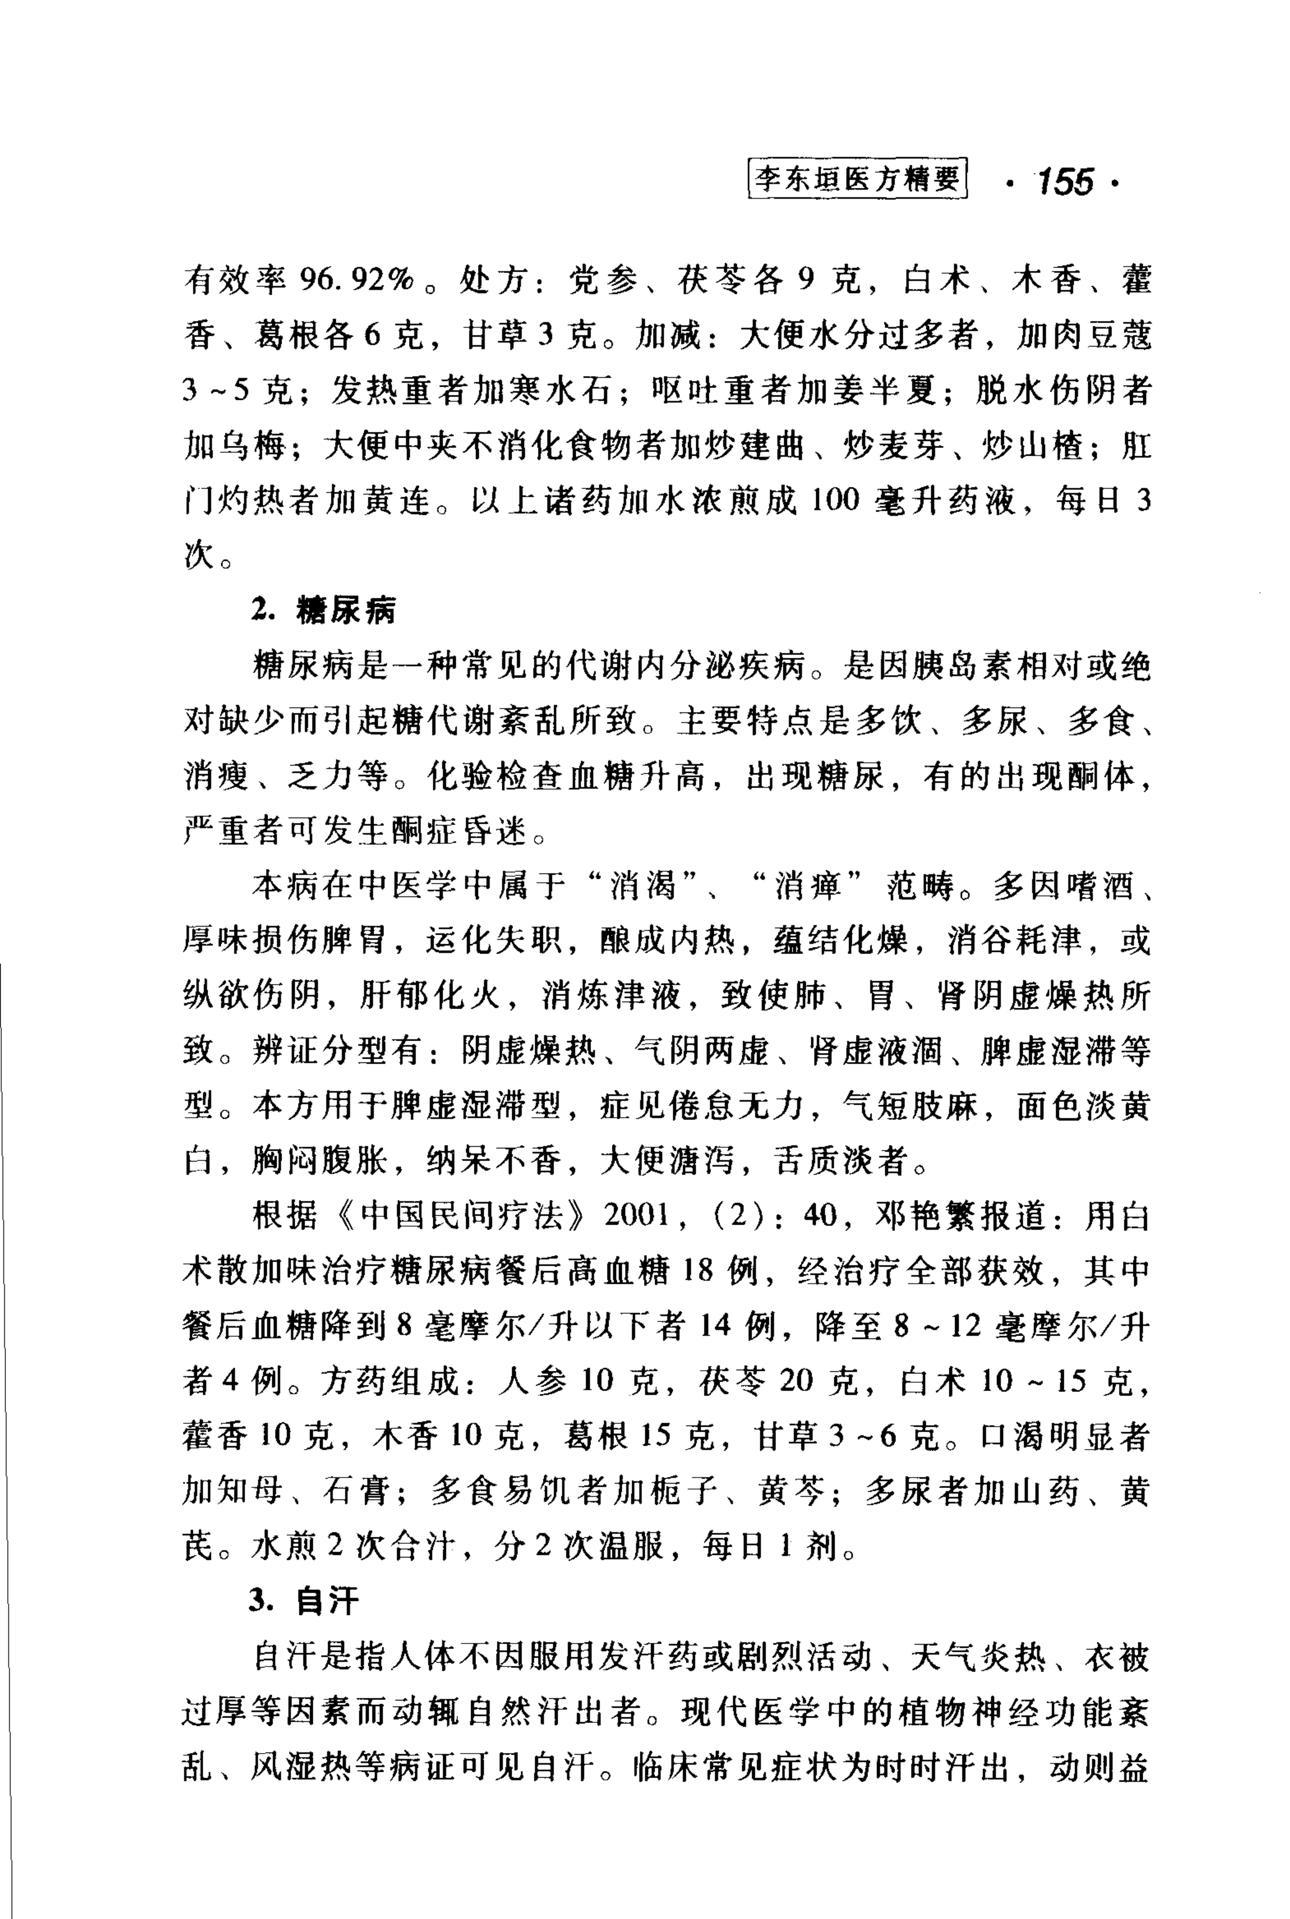 李东垣医方精要 ·155·
有效率 96.92%。处方：党参、茯苓各 9 克，白术、木香、藿
香、葛根各 6 克，甘草 3 克。加减：大便水分过多者，加肉豆蔻
3～5 克；发热重者加寒水石；呕吐重者加姜半夏；脱水伤阴者
加乌梅；大便中夹不消化食物者加炒建曲、炒麦芽、炒山楂；肛
门灼热者加黄连。以上诸药加水浓煎成 100 毫升药液，每日 3
次。
2. 糖尿病
糖尿病是一种常见的代谢内分泌疾病。是因胰岛素相对或绝
对缺少而引起糖代谢紊乱所致。主要特点是多饮、多尿、多食、
消瘦、乏力等。化验检查血糖升高，出现糖尿，有的出现酮体，
严重者可发生酮症昏迷。
本病在中医学中属于“消渴”、“消瘅”范畴。多因嗜酒、
厚味损伤脾胃，运化失职，酿成内热，蕴结化燥，消谷耗津，或
纵欲伤阴，肝郁化火，消炼津液，致使肺、胃、肾阴虚燥热所
致。辨证分型有：阴虚燥热、气阴两虚、肾虚液涸、脾虚湿滞等
型。本方用于脾虚湿滞型，症见倦怠无力，气短肢麻，面色淡黄
白，胸闷腹胀，纳呆不香，大便溏泻，舌质淡者。
根据《中国民间疗法》2001，(2)：40，邓艳繁报道：用白
术散加味治疗糖尿病餐后高血糖 18 例，经治疗全部获效，其中
餐后血糖降到 8 毫摩尔/升以下者 14 例，降至 8～12 毫摩尔/升
者 4 例。方药组成：人参 10 克，茯苓 20 克，白术 10～15 克，
藿香 10 克，木香 10 克，葛根 15 克，甘草 3～6 克。口渴明显者
加知母、石膏；多食易饥者加栀子、黄芩；多尿者加山药、黄
芪。水煎 2 次合汁，分 2 次温服，每日 1 剂。
3. 自汗
自汗是指人体不因服用发汗药或剧烈活动、天气炎热、衣被
过厚等因素而动辄自然汗出者。现代医学中的植物神经功能紊
乱、风湿热等病证可见自汗。临床常见症状为时时汗出，动则益